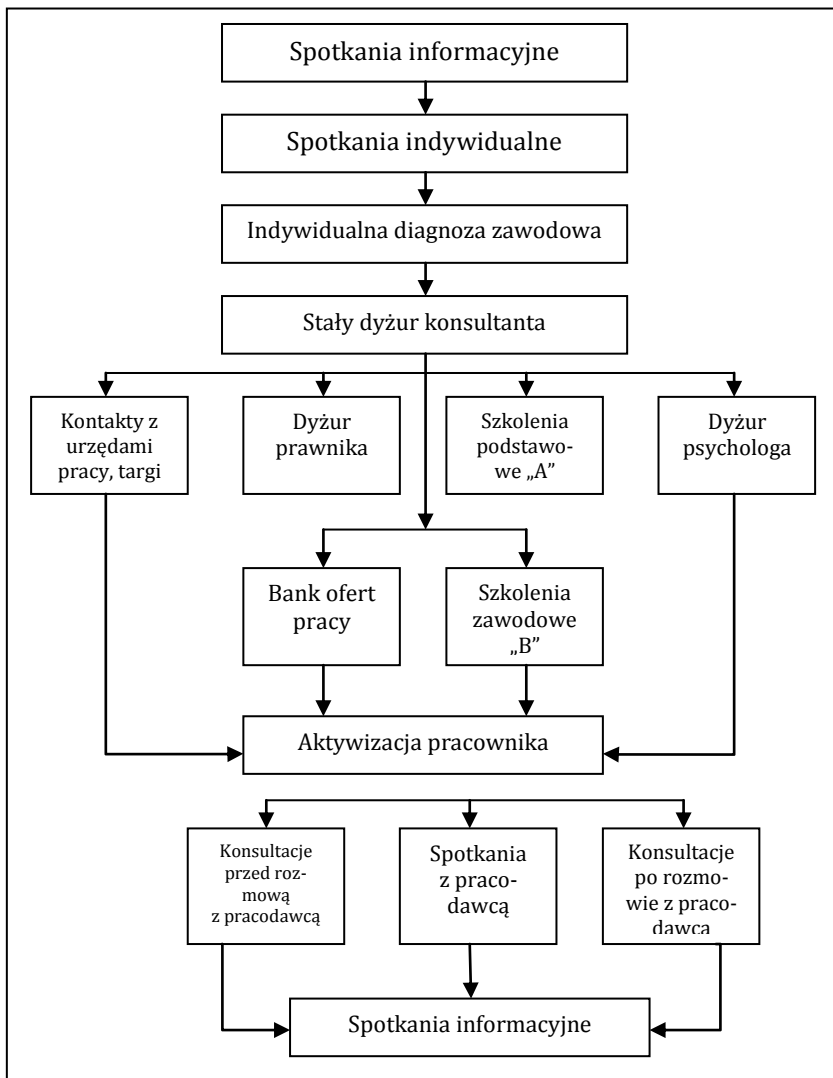 Spotkania informacyjne
Spotkania indywidualne
Indywidualna diagnoza zawodowa
Stały dyżur konsultanta
Kontakty z
urzędami
pracy, targi
Dyżur
prawnika
Szkolenia
podstawo-
we „A”
Dyżur
psychologa
Bank ofert
pracy
Szkolenia
zawodowe
„B”
Aktywizacja pracownika
Konsultacje
przed roz-
mową
z pracodawcą
Spotkania
z praco-
dawcą
Konsultacje
po rozmo-
wie z praco-
dawcą
Spotkania informacyjne